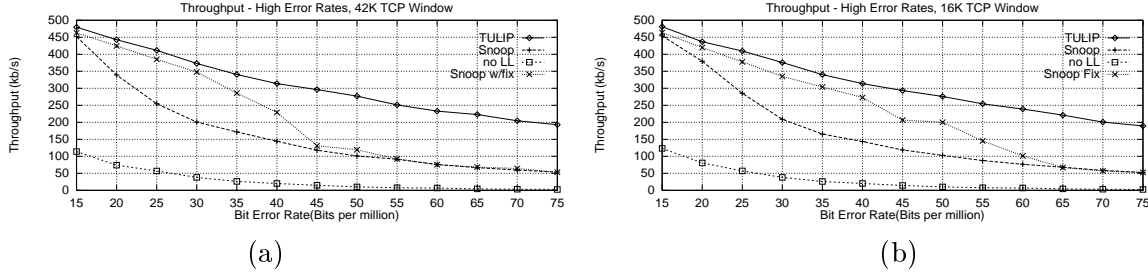 Throughput - High Error Rates, 42K TCP Window
Throughput (kb/s)
500
450
400
350
300
250
200
150
100
50
0
TULIP
Snoop
no LL
Snoop w/fix
15 20 25 30 35 40 45 50 55 60 65 70 75
Bit Error Rate(Bits per million)
(a)
Throughput - High Error Rates, 16K TCP Window
Throughput (kb/s)
500
450
400
350
300
250
200
150
100
50
0
TULIP
Snoop
no LL
Snoop Fix
15 20 25 30 35 40 45 50 55 60 65 70 75
Bit Error Rate(Bits per million)
(b)